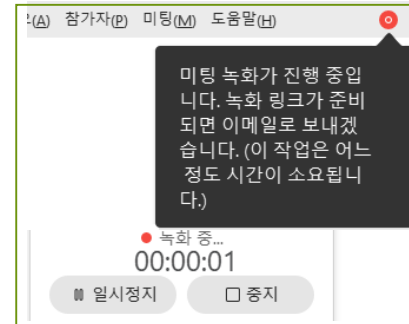 (A) 참가자(P) 미팅(M) 도움말(H)
미팅 녹화가 진행 중입
니다. 녹화 링크가 준비
되면 이메일로 보내겠
습니다. (이 작업은 어느
정도 시간이 소요됩니
다.)
녹화 중...
00:00:01
일시정지 중지